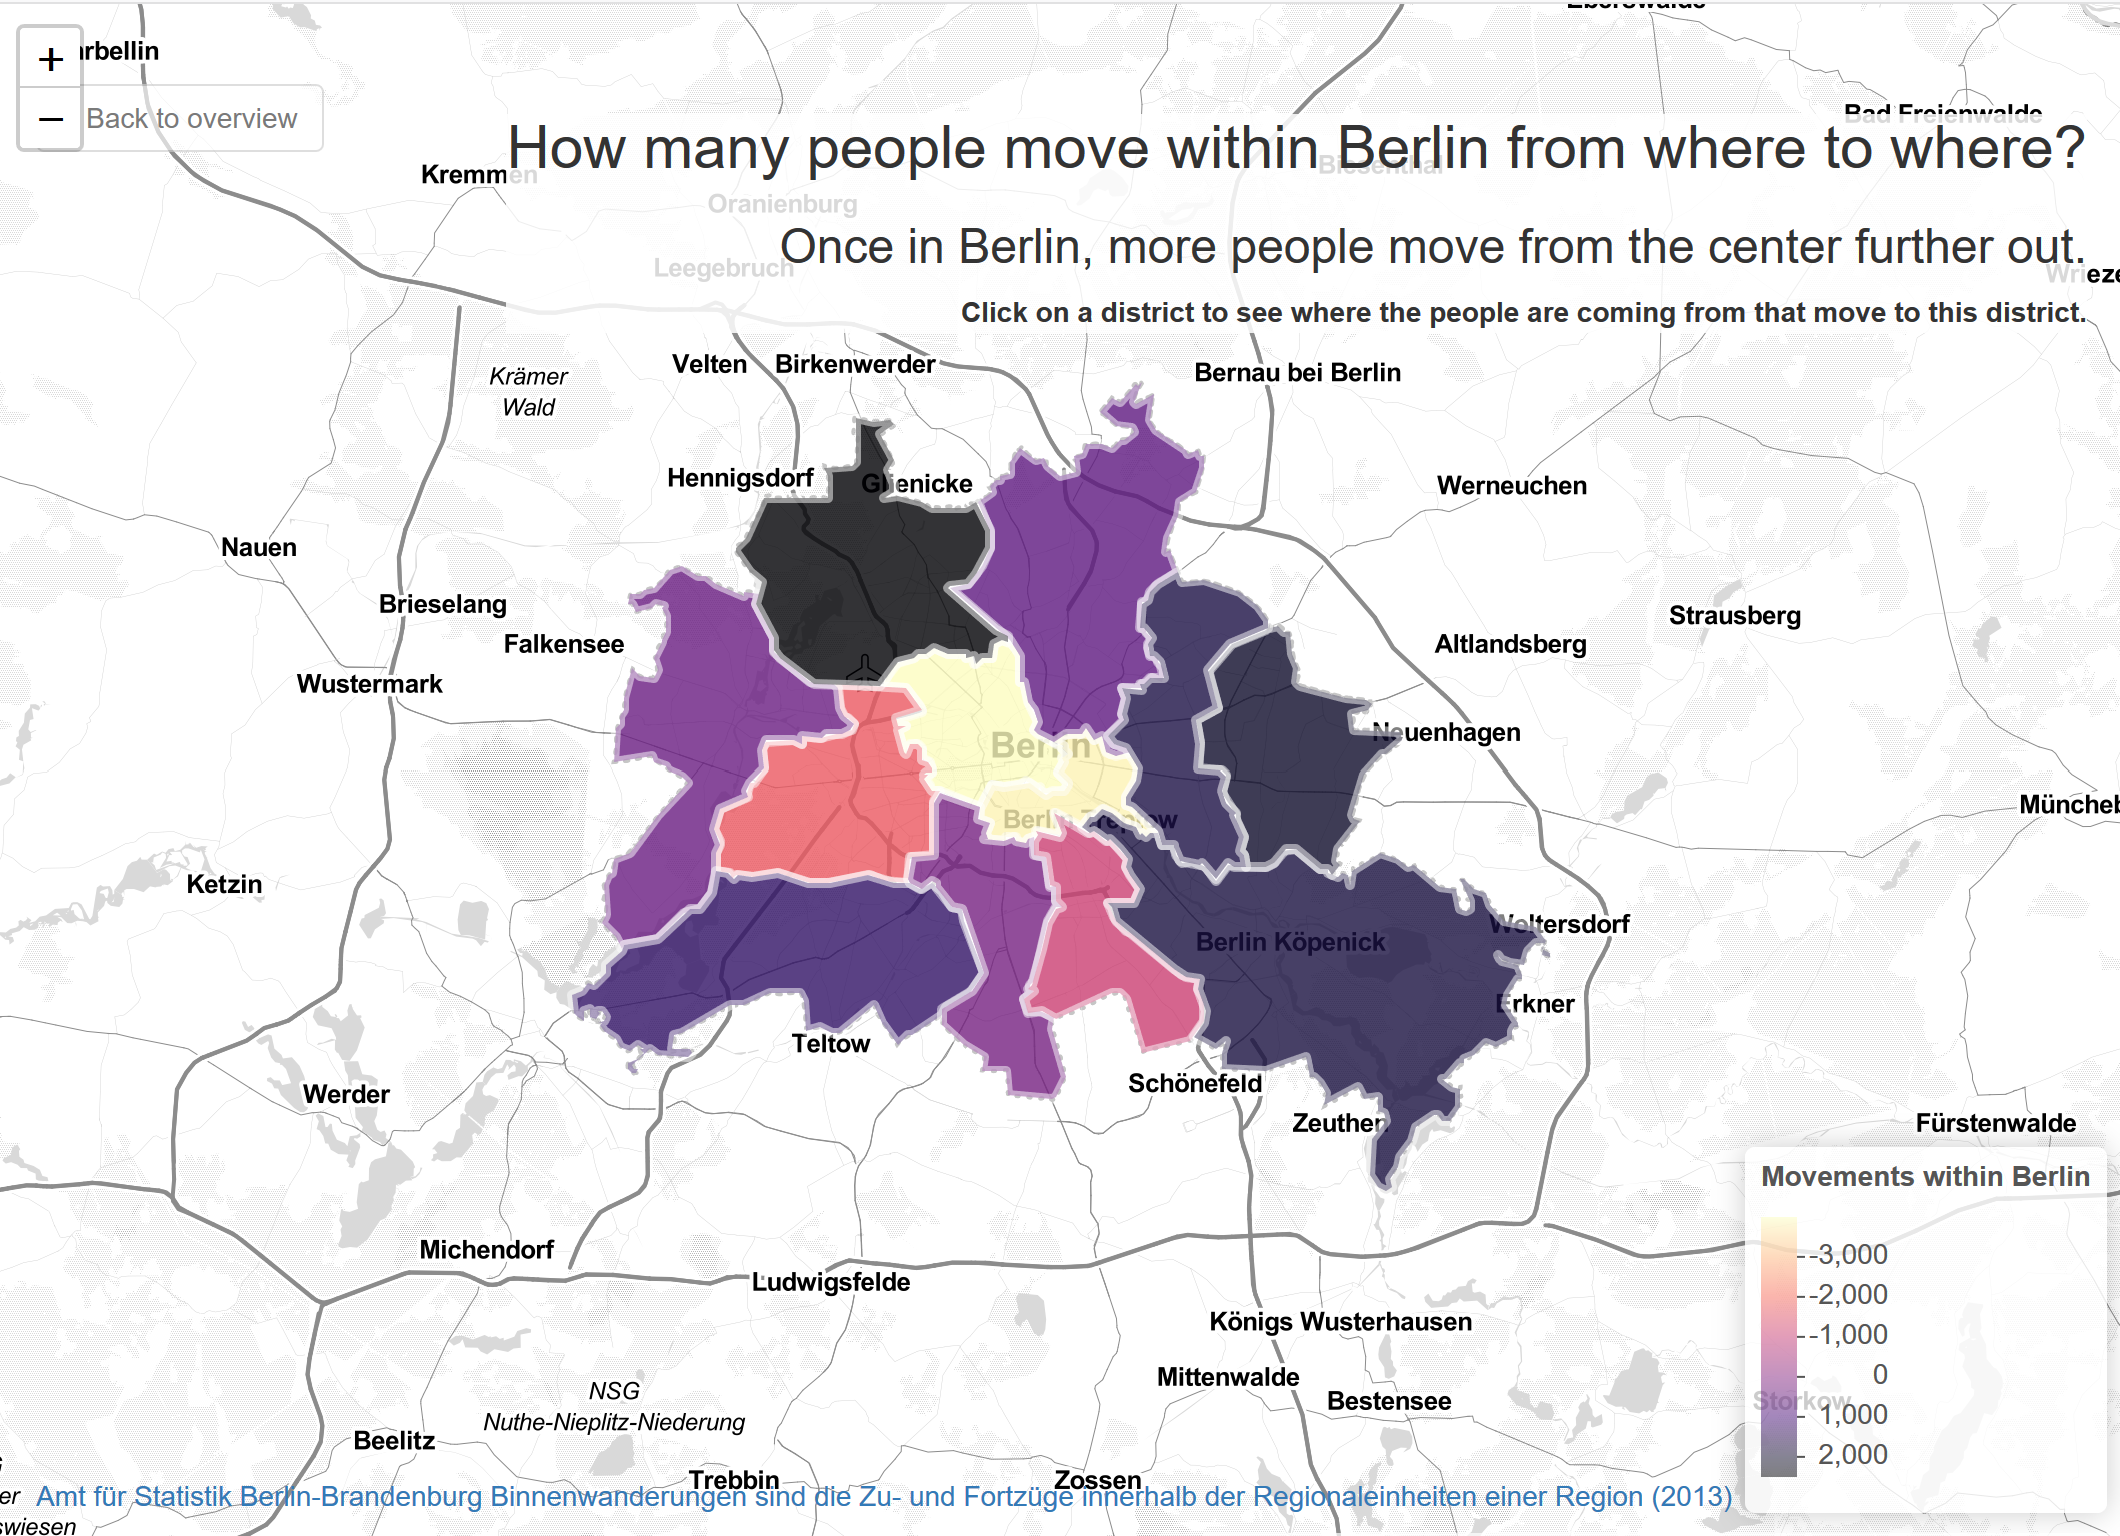 +
−
Back to overview
How many people move within Berlin from where to where?
Once in Berlin, more people move from the center further out.
Click on a district to see where the people are coming from that move to this district.
Bad Freienwalde
Kremmen
Biesenthal
Oranienburg
Leegebruch
Velten
Birkenwerder
Bernau bei Berlin
Krämer
Wald
Hennigsdorf
Glienicke
Werneuchen
Nauen
Brieselang
Falkensee
Strausberg
Altlandsberg
Wustermark
Neuenhagen
Berlin
Berlin Treptow
Ketzin
Woltersdorf
Berlin Köpenick
Erkner
Teltow
Werder
Schönefeld
Zeuthen
Fürstenwalde
Michendorf
Ludwigsfelde
Königs Wusterhausen
Mittenwalde
Bestensee
Storkow
NSG
Nuthe-Nieplitz-Niederung
Beelitz
Trebbin
Zossen
Movements within Berlin
-3,000
-2,000
-1,000
0
1,000
2,000
Amt für Statistik Berlin-Brandenburg Binnenwanderungen sind die Zu- und Fortzüge innerhalb der Regionaleinheiten einer Region (2013)